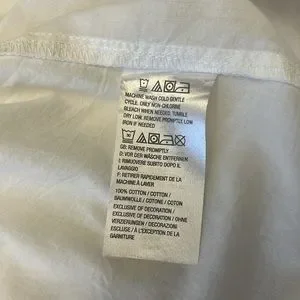 MACHINE WASH COLD GENTLE
CYCLE. ONLY NON-CHLORINE
BLEACH WHEN NEEDED. TUMBLE
DRY LOW. REMOVE PROMPTLY. LOW
IRON IF NEEDED
30
GB: REMOVE PROMPTLY
D: VOR DER WÄSCHE ENTFERNEN
I: RIMUOVERE SUBITO DOPO IL
LAVAGGIO
F: RETIRER RAPIDEMENT DE LA
MACHINE À LAVER
100% COTTON / COTTON /
BAUMWOLLE / COTONE / COTON
EXCLUSIVE OF DECORATION /
EXCLUSIVE OF DECORATION / OHNE
VERZIERUNGEN / DECORAZIONI
ESCLUSE / À L'EXCEPTION DE LA
GARNITURE